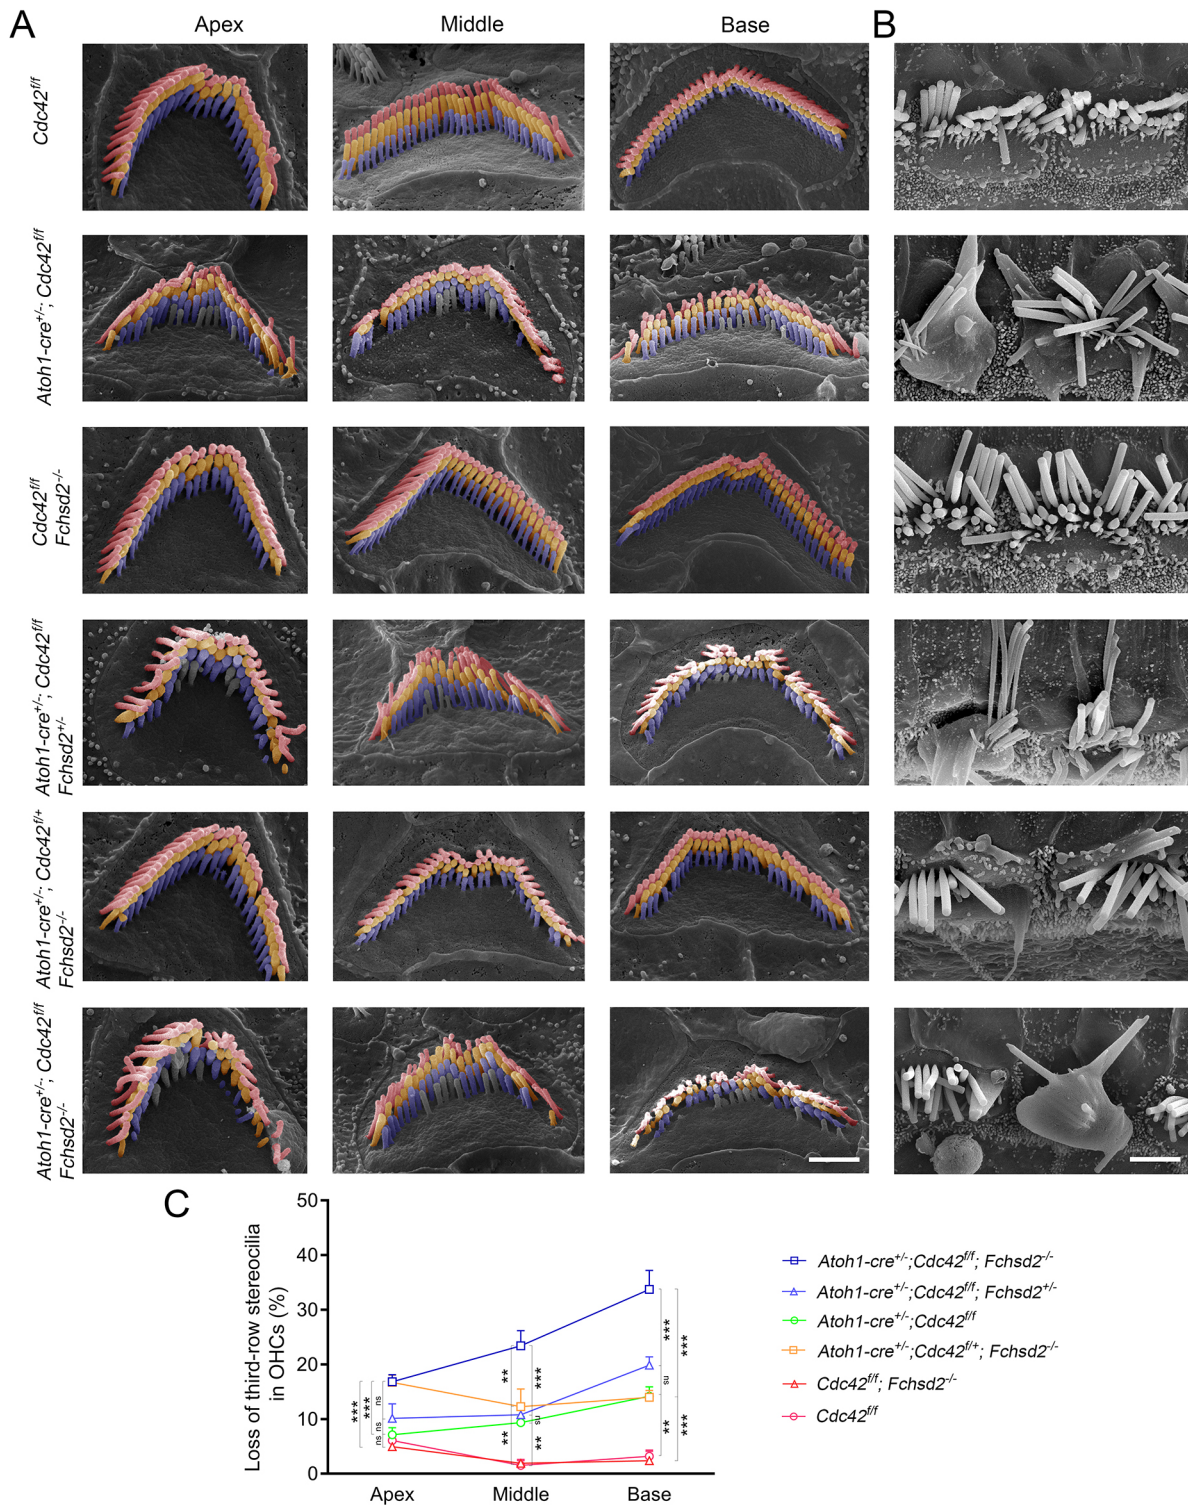 A
Apex
Middle
Base
B
Cdc42f/f
Atoh1-cre+/-; Cdc42f/f
Cdc42f/f
Fchsd2-/-
Atoh1-cre+/-; Cdc42f/f
Fchsd2+/-
Atoh1-cre+/-; Cdc42f/+
Fchsd2-/-
Atoh1-cre+/-; Cdc42f/f
Fchsd2-/-
C
Loss of third-row stereocilia
in OHCs (%)
50
40
30
20
10
0
***
***
ns
ns
ns
**
***
ns
**
**
***
***
ns
**
***
Apex
Middle
Base
Atoh1-cre+/-;Cdc42f/f; Fchsd2-/-
Atoh1-cre+/-;Cdc42f/f; Fchsd2+/-
Atoh1-cre+/-;Cdc42f/f
Atoh1-cre+/-;Cdc42f/+; Fchsd2-/-
Cdc42f/f; Fchsd2-/-
Cdc42f/f